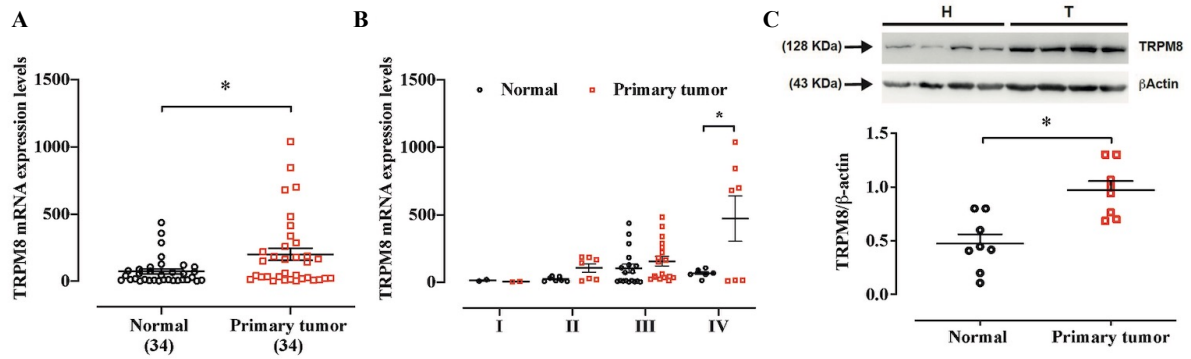 A
TRPM8 mRNA expression levels
1500
1000
500
0
*
Normal
(34)
Primary tumor
(34)
B
TRPM8 mRNA expression levels
1500
1000
500
0
Normal
Primary tumor
*
I
II
III
IV
C
H
T
(128 KDa)
TRPM8
(43 KDa)
βActin
TRPM8/β-actin
1.5
1.0
0.5
0.0
*
Normal
Primary tumor